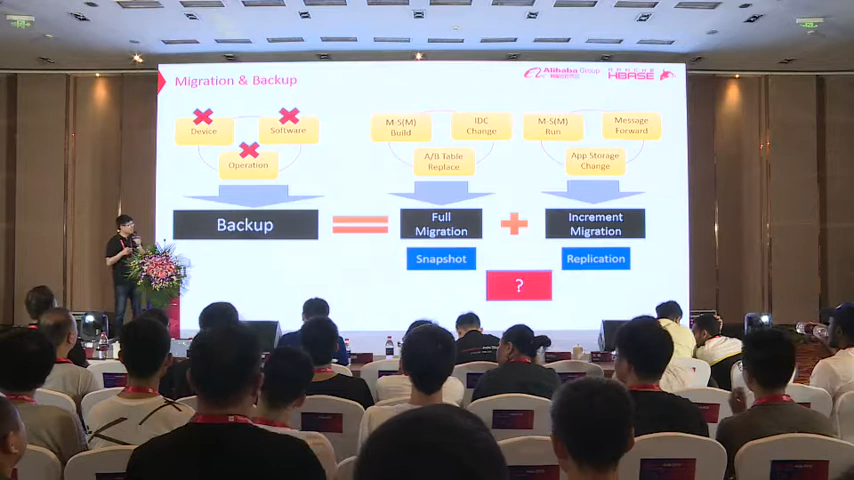 Migration & Backup
Alibaba Group
APACHE
HBASE
Device
Software
Operation
M-S(M)
Build
IDC
Change
A/B Table
Replace
M-S(M)
Run
Message
Forward
App Storage
Change
Backup
Full
Migration
Increment
Migration
Snapshot
Replication
?